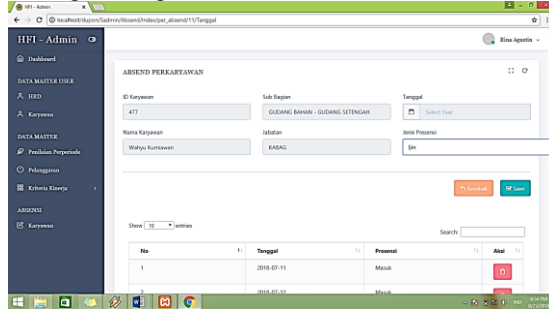 HFI - Admin
localhost/dupon/Sadmin/Absend/Index/per_absend/11/Tanggal
HFI - Admin
Rina Agustin
Dashboard
DATA MASTER USER
HRD
Karyawan
DATA MASTER
Penilaian Perperiode
Pelanggaran
Kriteria Kinerja
ABSENSI
Karyawan
ABSEND PERKARYAWAN
ID Karyawan
Sub Bagian
Tanggal
477
GUDANG BAHAN - GUDANG SETENGAH
Select Year
Nama Karyawan
Jabatan
Jenis Presensi
Wahyu Kurniawan
KABAG
Ijin
Kembali
Save
Show 10 entries
Search:
No
Tanggal
Presensi
Aksi
1
2018-07-11
Masuk
2
2018-07-12
Masuk